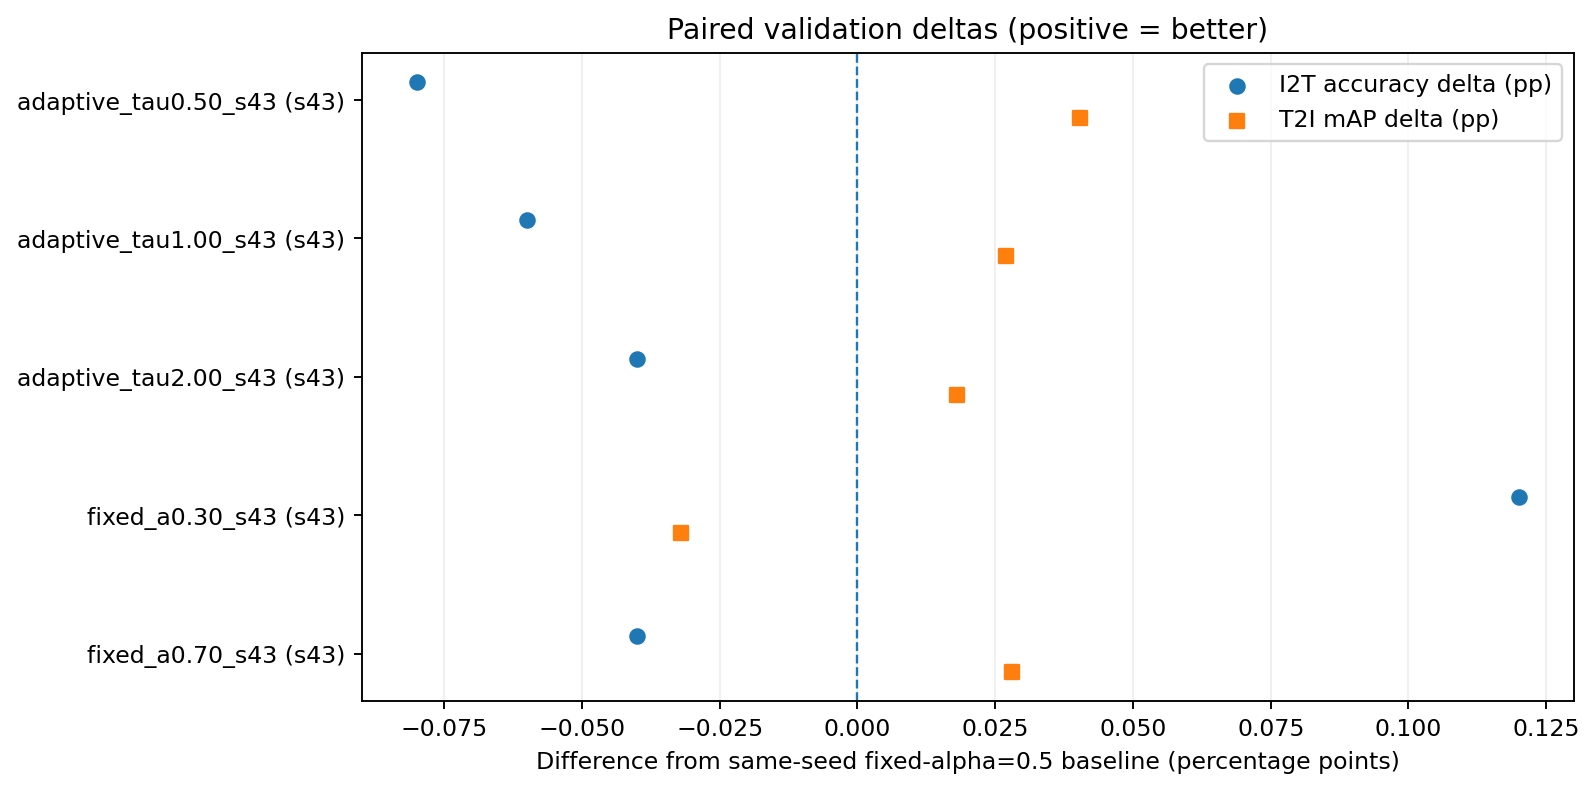 Paired validation deltas (positive = better)
I2T accuracy delta (pp)
T2I mAP delta (pp)
adaptive_tau0.50_s43 (s43)
adaptive_tau1.00_s43 (s43)
adaptive_tau2.00_s43 (s43)
fixed_a0.30_s43 (s43)
fixed_a0.70_s43 (s43)
−0.075 −0.050 −0.025 0.000 0.025 0.050 0.075 0.100 0.125
Difference from same-seed fixed-alpha=0.5 baseline (percentage points)